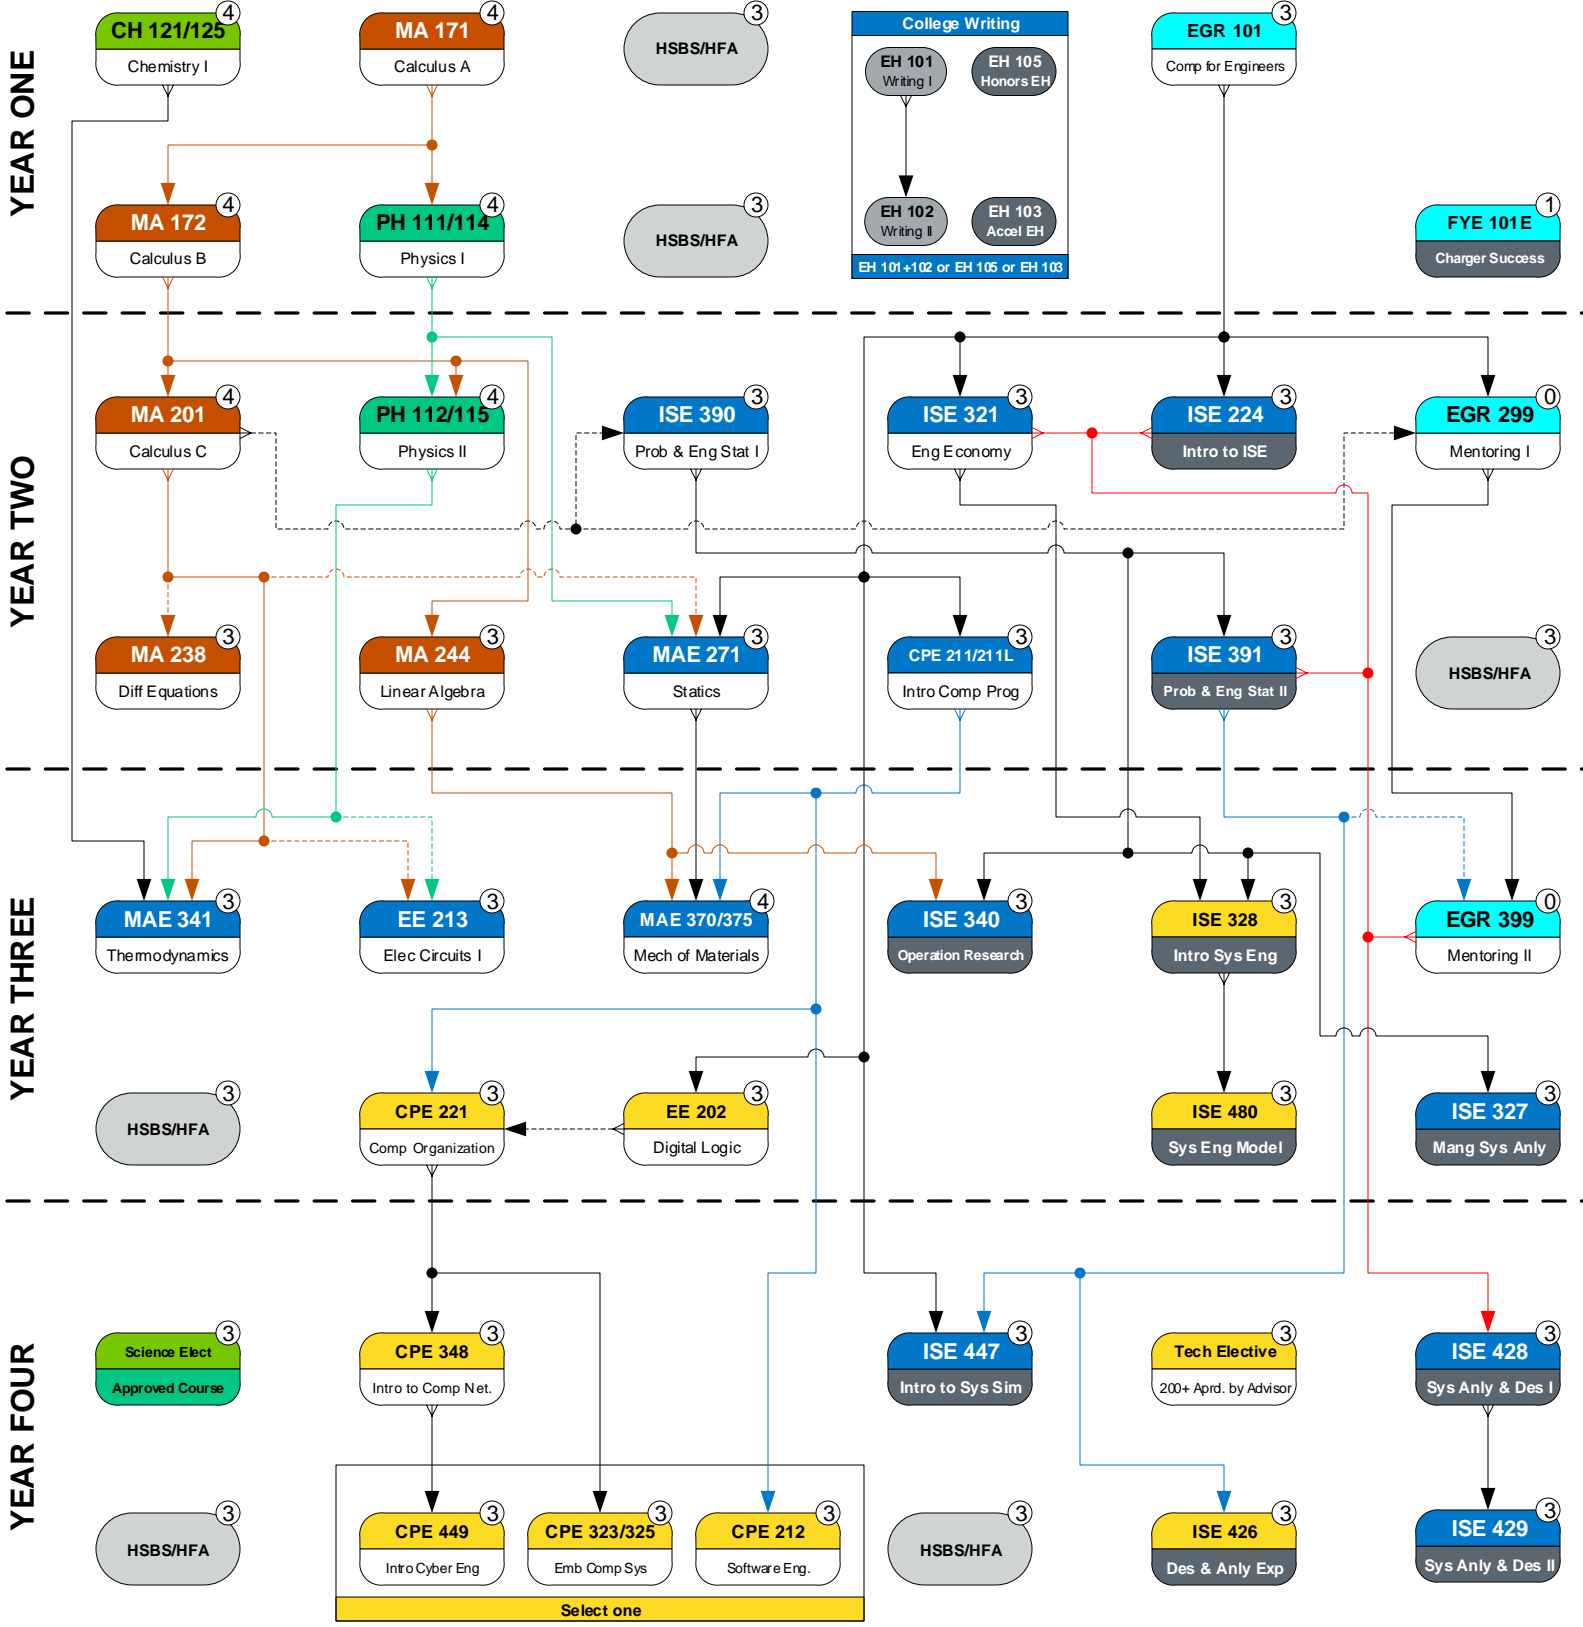 YEAR ONE
4
CH 121/125
Chemistry I
4
MA 171
Calculus A
3
HSBS/HFA
College Writing
EH 101
Writing I
EH 105
Honors EH
EH 102
Writing II
EH 103
Accel EH
EH 101+102 or EH 105 or EH 103
3
EGR 101
Comp for Engineers
4
MA 172
Calculus B
4
PH 111/114
Physics I
3
HSBS/HFA
1
FYE 101E
Charger Success
YEAR TWO
4
MA 201
Calculus C
4
PH 112/115
Physics II
3
ISE 390
Prob & Eng Stat I
3
ISE 321
Eng Economy
3
ISE 224
Intro to ISE
0
EGR 299
Mentoring I
3
MA 238
Diff Equations
3
MA 244
Linear Algebra
3
MAE 271
Statics
3
CPE 211/211L
Intro Comp Prog
3
ISE 391
Prob & Eng Stat II
3
HSBS/HFA
YEAR THREE
3
MAE 341
Thermodynamics
3
EE 213
Elec Circuits I
4
MAE 370/375
Mech of Materials
3
ISE 340
Operation Research
3
ISE 328
Intro Sys Eng
0
EGR 399
Mentoring II
3
HSBS/HFA
3
CPE 221
Comp Organization
3
EE 202
Digital Logic
3
ISE 480
Sys Eng Model
3
ISE 327
Mang Sys Anly
YEAR FOUR
3
Science Elect
Approved Course
3
CPE 348
Intro to Comp Net.
3
ISE 447
Intro to Sys Sim
3
Tech Elective
200+ Aprd. by Advisor
3
ISE 428
Sys Anly & Des I
3
HSBS/HFA
3
CPE 449
Intro Cyber Eng
3
CPE 323/325
Emb Comp Sys
3
CPE 212
Software Eng.
Select one
3
HSBS/HFA
3
ISE 426
Des & Anly Exp
3
ISE 429
Sys Anly & Des II